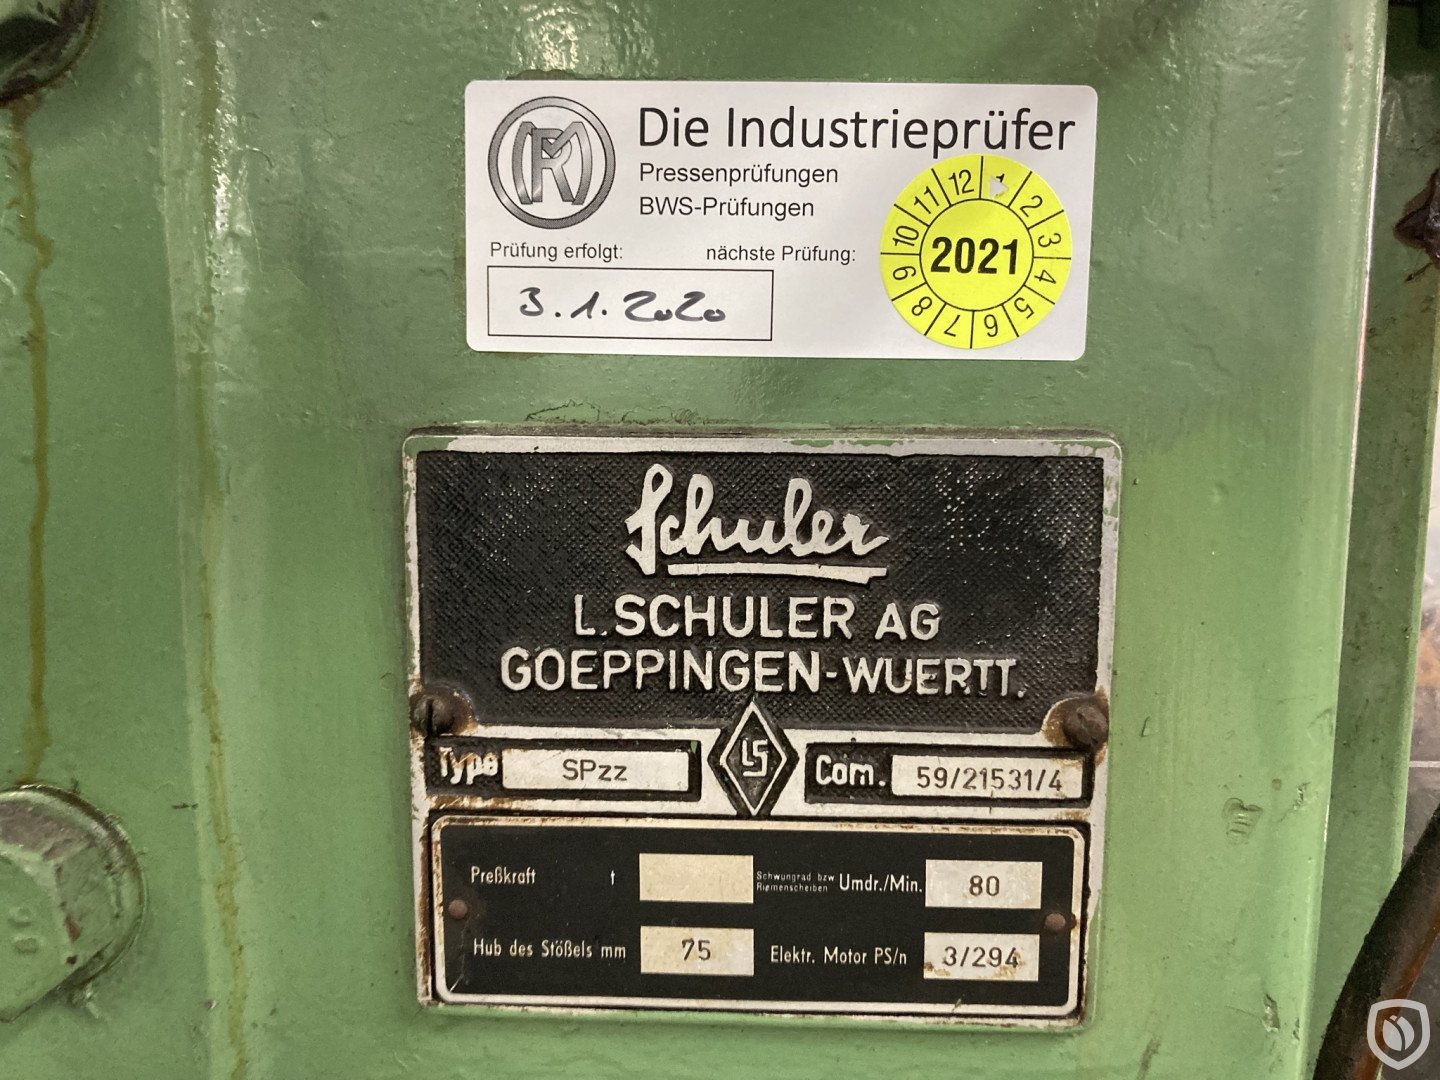 Die Industrieprüfer
Pressenprüfungen
BWS-Prüfungen
Prüfung erfolgt:
nächste Prüfung:
3.1.2020
2021
1 2 3 4 5 6 7 8 9 10 11 12
Schuler
L. SCHULER AG
GOEPPINGEN-WUERTT.
Type SPzz
LS
Com. 59/21531/4
Preßkraft t
Schwungrad bzw.
Riemenscheiben Umdr./Min. 80
Hub des Stößels mm 75
Elektr. Motor PS/n 3/294